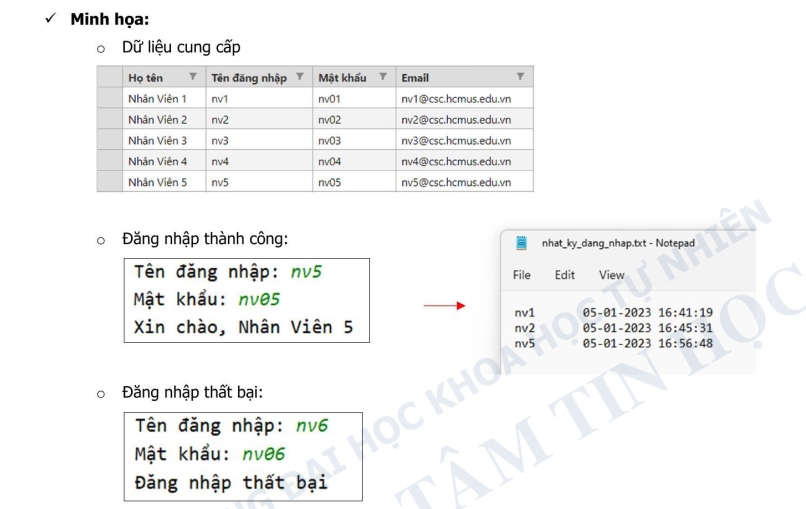 ✓ Minh họa:
o Dữ liệu cung cấp
Họ tên Tên đăng nhập Mật khẩu Email
Nhân Viên 1 nv1 nv01 nv1@csc.hcmus.edu.vn
Nhân Viên 2 nv2 nv02 nv2@csc.hcmus.edu.vn
Nhân Viên 3 nv3 nv03 nv3@csc.hcmus.edu.vn
Nhân Viên 4 nv4 nv04 nv4@csc.hcmus.edu.vn
Nhân Viên 5 nv5 nv05 nv5@csc.hcmus.edu.vn
o Đăng nhập thành công:
Tên đăng nhập: nv5
Mật khẩu: nv05
Xin chào, Nhân Viên 5
nhat_ky_dang_nhap.txt - Notepad
File Edit View
nv1 05-01-2023 16:41:19
nv2 05-01-2023 16:45:31
nv5 05-01-2023 16:56:48
o Đăng nhập thất bại:
Tên đăng nhập: nv6
Mật khẩu: nv06
Đăng nhập thất bại
ĐẠI HỌC KHOA HỌC TỰ NHIÊN
TÂM TIN HỌC